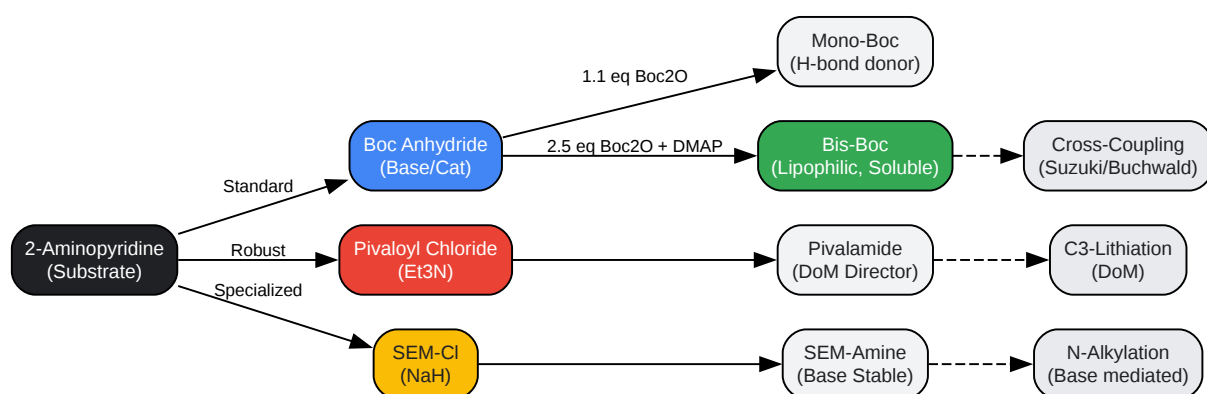 Mono-Boc
(H-bond donor)
1.1 eq Boc2O
Boc Anhydride
(Base/Cat)
2.5 eq Boc2O + DMAP
Bis-Boc
(Lipophilic, Soluble)
Cross-Coupling
(Suzuki/Buchwald)
Standard
2-Aminopyridine
(Substrate)
Robust
Pivaloyl Chloride
(Et3N)
Pivalamide
(DoM Director)
C3-Lithiation
(DoM)
Specialized
SEM-Cl
(NaH)
SEM-Amine
(Base Stable)
N-Alkylation
(Base mediated)